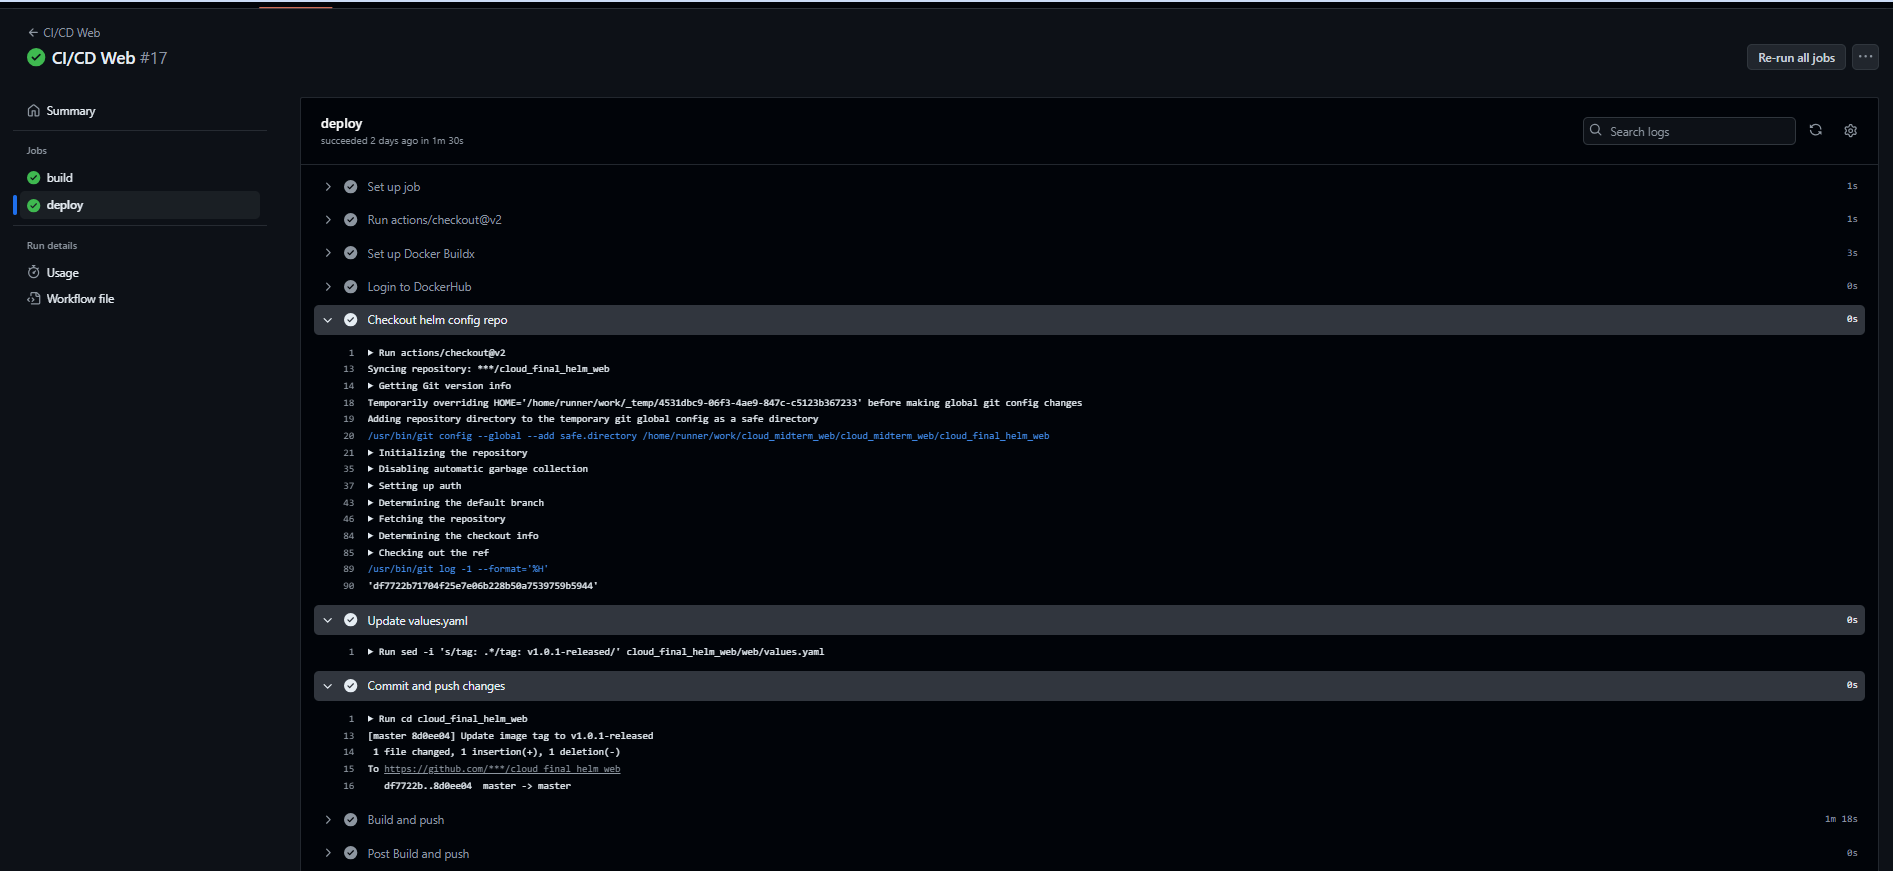 CI/CD Web
CI/CD Web #17
Re-run all jobs
Summary
Jobs
build
deploy
Run details
Usage
Workflow file
deploy
succeeded 2 days ago in 1m 30s
Search logs
Set up job 1s
Run actions/checkout@v2 1s
Set up Docker Buildx 3s
Login to DockerHub 0s
Checkout helm config repo 0s
1 Run actions/checkout@v2
13 Syncing repository: ***/cloud_final_helm_web
14 Getting Git version info
18 Temporarily overriding HOME='/home/runner/work/_temp/4531dbc9-06f3-4ae9-847c-c5123b367233' before making global git config changes
19 Adding repository directory to the temporary git global config as a safe directory
20 /usr/bin/git config --global --add safe.directory /home/runner/work/cloud_midterm_web/cloud_midterm_web/cloud_final_helm_web
21 Initializing the repository
35 Disabling automatic garbage collection
37 Setting up auth
43 Determining the default branch
46 Fetching the repository
84 Determining the checkout info
85 Checking out the ref
89 /usr/bin/git log -1 --format='%H'
90 'df7722b71704f25e7e06b228b50a7539759b5944'
Update values.yaml 0s
1 Run sed -i 's/tag: .*/tag: v1.0.1-released/' cloud_final_helm_web/web/values.yaml
Commit and push changes 0s
1 Run cd cloud_final_helm_web
13 [master 8d0ee04] Update image tag to v1.0.1-released
14 1 file changed, 1 insertion(+), 1 deletion(-)
15 To https://github.com/***/cloud_final_helm_web
16 df7722b..8d0ee04 master -> master
Build and push 1m 18s
Post Build and push 0s